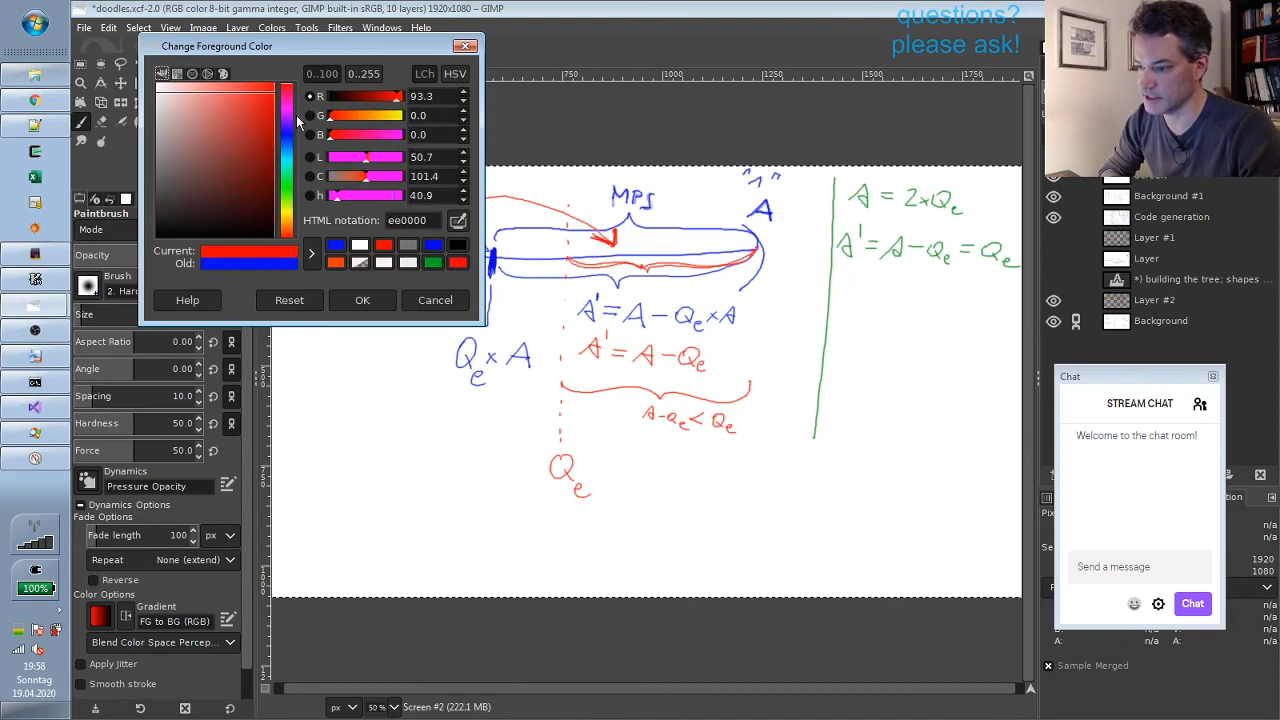 *doodles.xcf-2.0 (RGB color 8-bit gamma integer, GIMP built-in sRGB, 10 layers) 1920x1080 – GIMP
questions?
please ask!
File Edit Select View Image Layer Colors Tools Filters Windows Help
Change Foreground Color
0..100 0..255 LCh HSV
R 93.3
G 0.0
B 0.0
L 50.7
C 101.4
h 40.9
HTML notation: ee0000
Current:
Old:
Help Reset OK Cancel
Paintbrush
Mode
Opacity
Brush
2. Hard
Size
Aspect Ratio 0.00
Angle 0.00
Spacing 10.0
Hardness 50.0
Force 50.0
Dynamics
Pressure Opacity
Dynamics Options
Fade Options
Fade length 100 px
Repeat None (extend)
Reverse
Color Options
Gradient
FG to BG (RGB)
Blend Color Space Percep...
Apply Jitter
Smooth stroke
100%
19:58
Sonntag
19.04.2020
750 1000 1250 1500 1750
MPS
"1"
A
A' = A - Qe x A
Qe x A
A' = A - Qe
A - Qe < Qe
Qe
A = 2 x Qe
A' = A - Qe = Qe
px 50 % Screen #2 (222.1 MB)
Background #1
Code generation
Layer #1
Layer
*) building the tree; shapes ...
Layer #2
Background
Chat
STREAM CHAT
Welcome to the chat room!
Send a message
Chat
n/a
n/a
n/a
1920
1080
n/a n/a
n/a n/a
n/a n/a
A: n/a n/a
Sample Merged